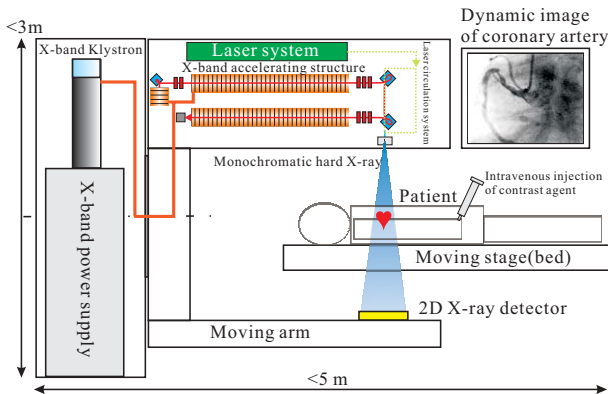 <3m
X-band Klystron
Laser system
X-band accelerating structure
Laser circulation
system
Dynamic image
of coronary artery
Monochromatic hard X-ray
Intravenous injection
of contrast agent
Patient
X-band power
supply
Moving stage(bed)
2D X-ray detector
Moving arm
<5 m